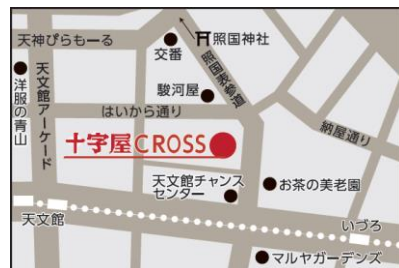 天神ぴらもーる
交番
照国神社
照国表参道
駿河屋
洋服の青山
天文館アーケード
はいから通り
納屋通り
十字屋CROSS
天文館チャンス
センター
お茶の美老園
天文館
いづろ
マルヤガーデンズ